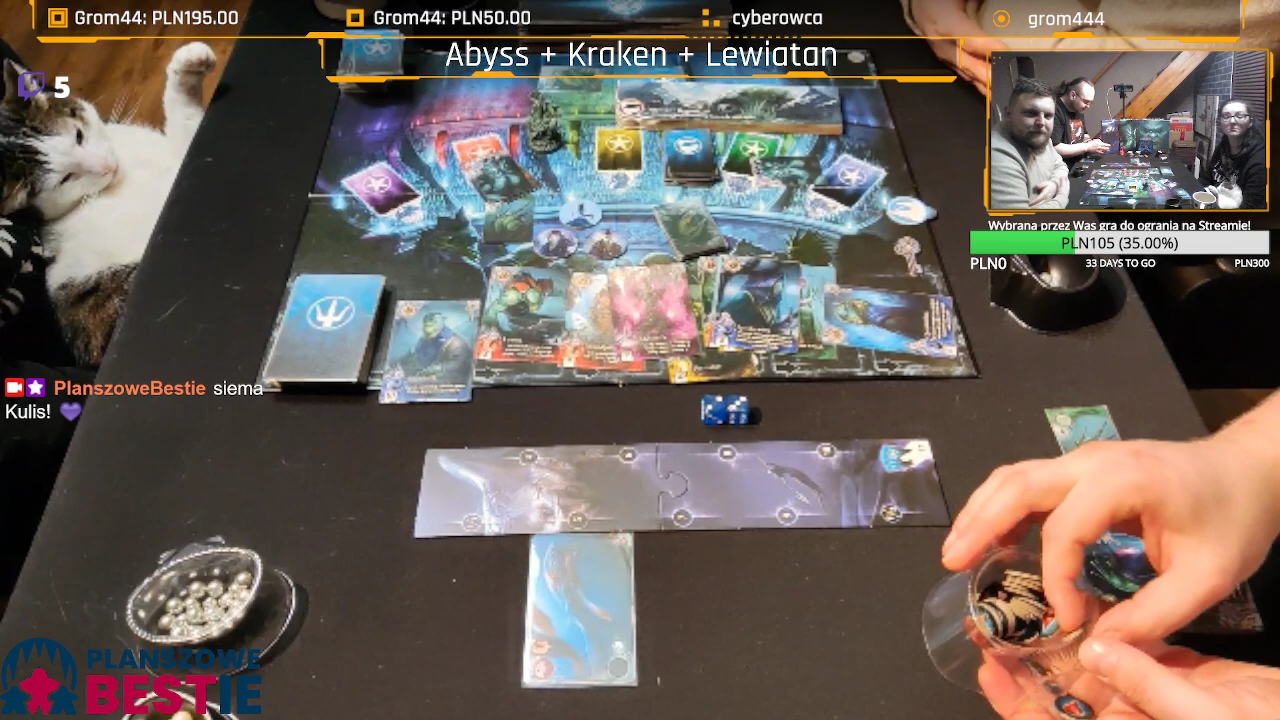 Grom44: PLN195.00
Grom44: PLN50.00
cyberowca
grom444
Abyss + Kraken + Lewiatan
5
Wybrana przez Was gra do ogrania na Streamie!
PLN105 (35.00%)
PLN0
33 DAYS TO GO
PLN300
PlanszoweBestie siema
Kulis!
PLANSZOWE
BESTIE